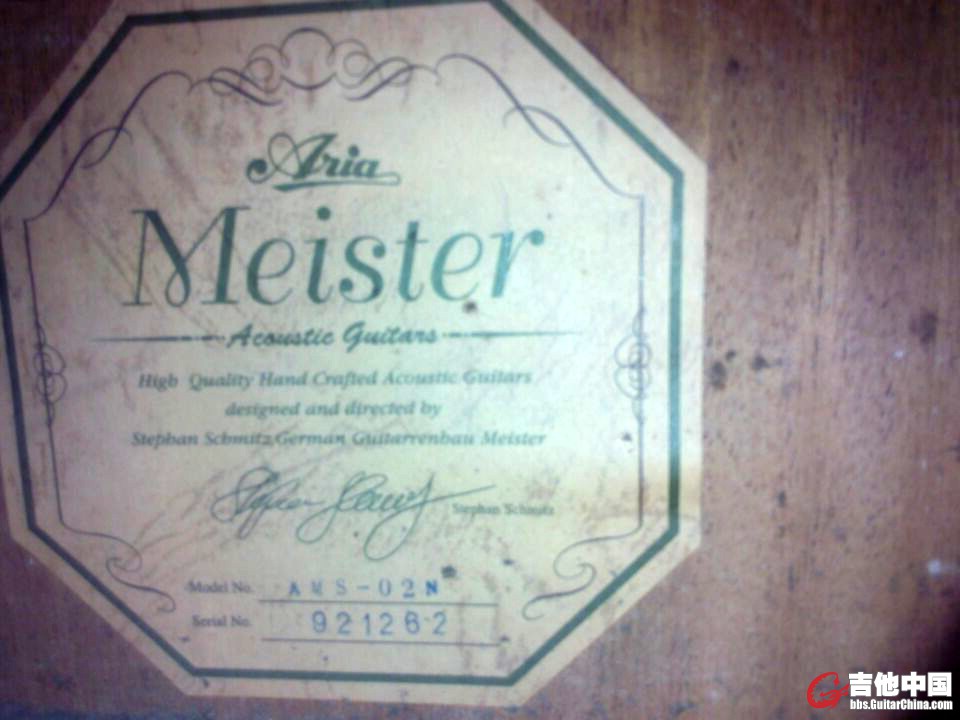 Aria
Meister
Acoustic Guitars
High Quality Hand Crafted Acoustic Guitars
designed and directed by
Stephan Schmitz, German Guitarrenbau Meister
Stephan Schmitz
Model No. AMS-02N
Serial No. 921262
吉他中国
bbs.GuitarChina.com